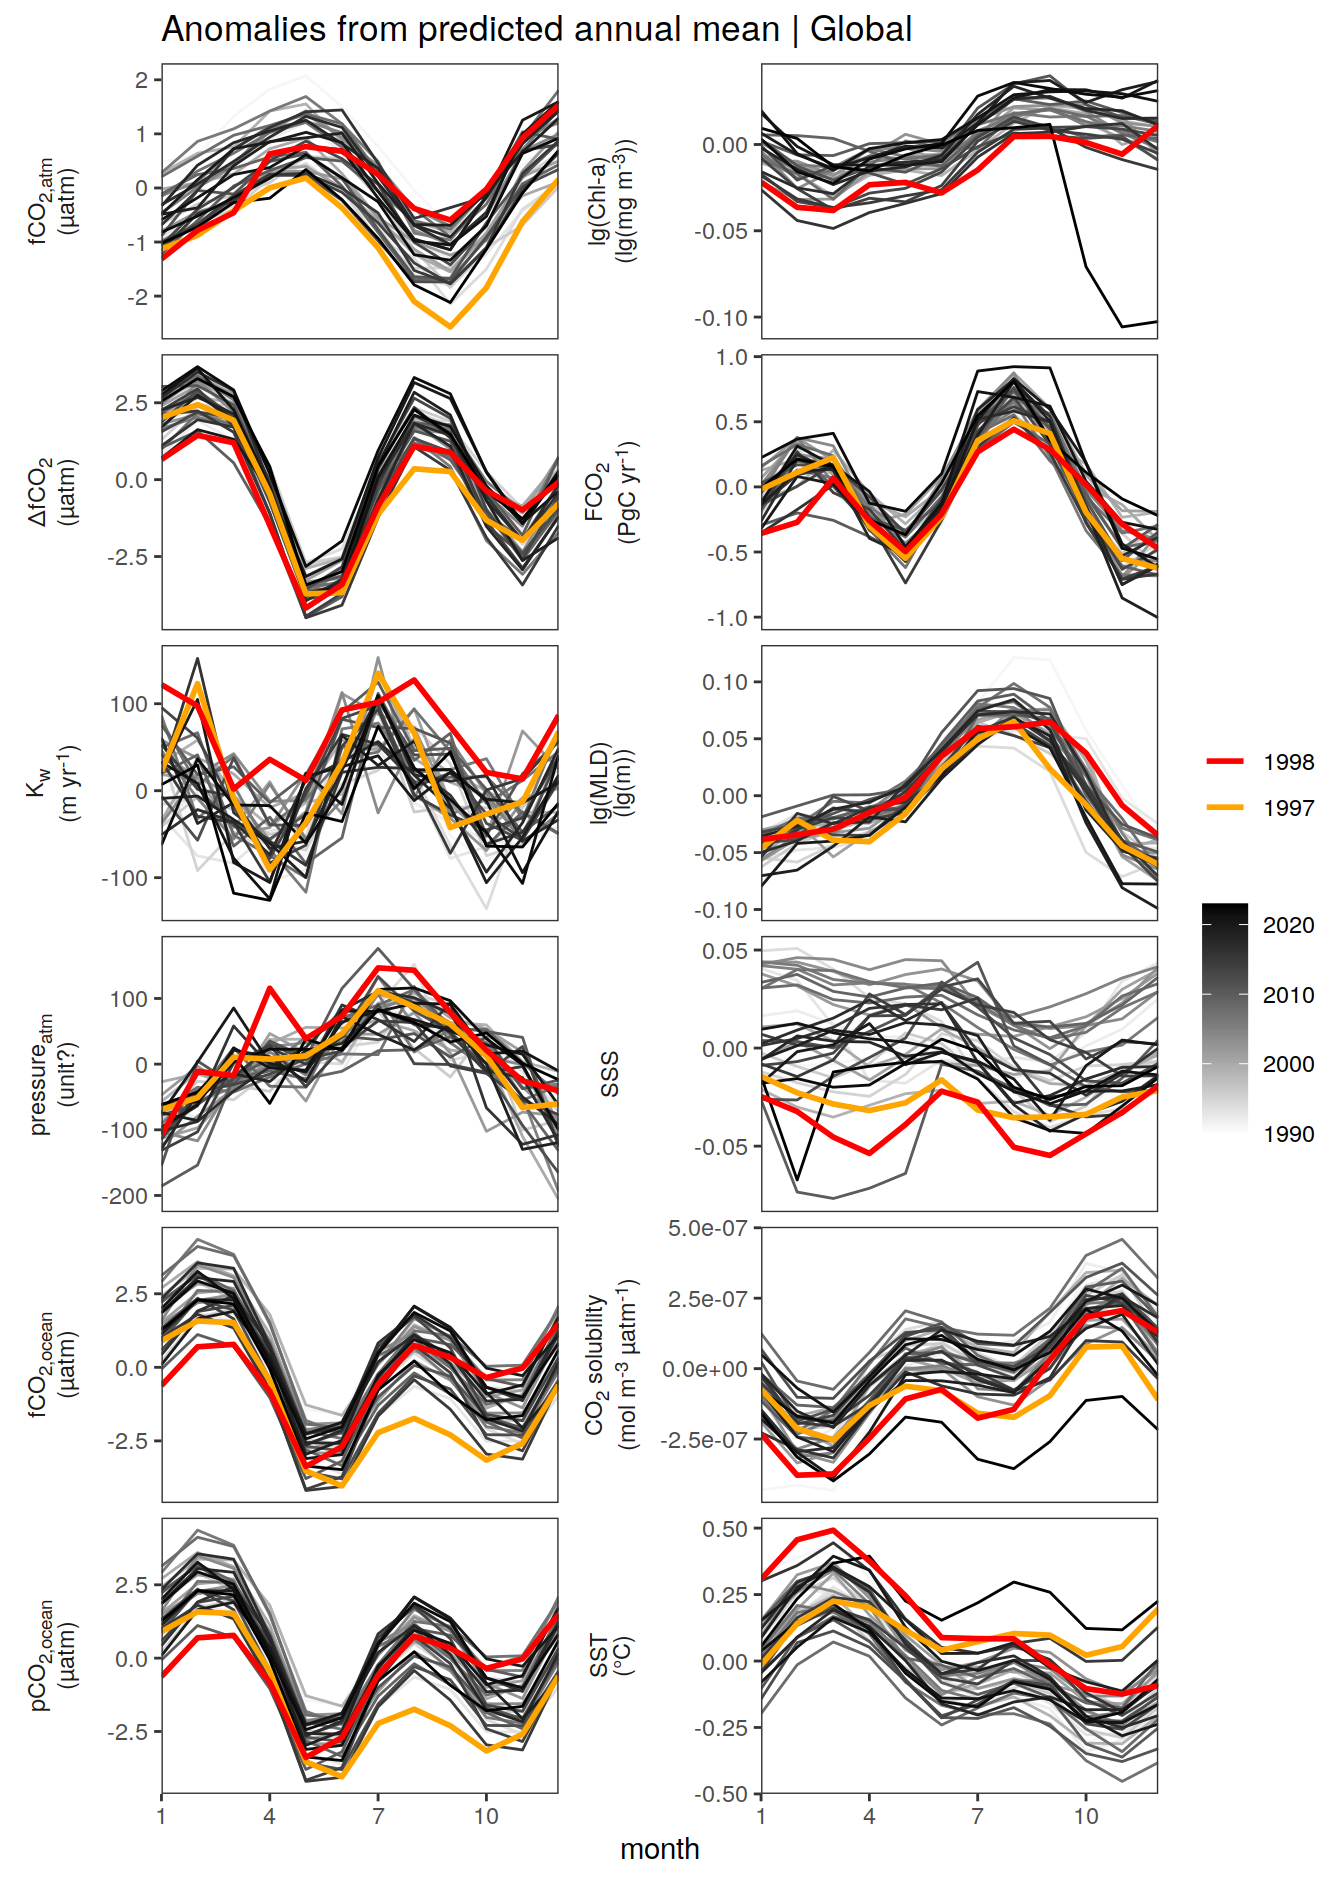 Anomalies from predicted annual mean | Global
fCO2,atm
(µatm)
2
1
0
-1
-2
lg(Chl-a)
(lg(mg m-3))
0.00
-0.05
-0.10
ΔfCO2
(µatm)
2.5
0.0
-2.5
FCO2
(PgC yr-1)
1.0
0.5
0.0
-0.5
-1.0
Kw
(m yr-1)
100
0
-100
lg(MLD)
(lg(m))
0.10
0.05
0.00
-0.05
-0.10
pressureatm
(unit?)
100
0
-100
-200
SSS
0.05
0.00
-0.05
fCO2,ocean
(µatm)
2.5
0.0
-2.5
CO2 solubility
(mol m-3 µatm-1)
5.0e-07
2.5e-07
0.0e+00
-2.5e-07
pCO2,ocean
(µatm)
2.5
0.0
-2.5
SST
(°C)
0.50
0.25
0.00
-0.25
-0.50
1 4 7 10
1 4 7 10
month
1998
1997
2020
2010
2000
1990